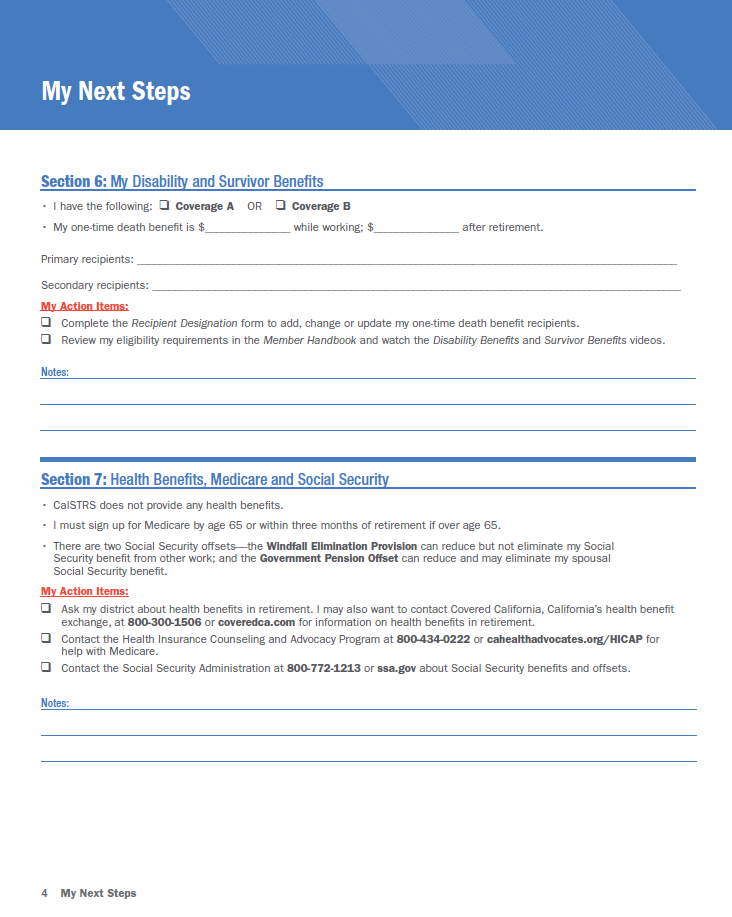 My Next Steps
Section 6: My Disability and Survivor Benefits
· I have the following: ❑ Coverage A OR ❑ Coverage B
· My one-time death benefit is $______________ while working; $______________ after retirement.
Primary recipients: ______________________________
Secondary recipients: ______________________________
My Action Items:
❑ Complete the Recipient Designation form to add, change or update my one-time death benefit recipients.
❑ Review my eligibility requirements in the Member Handbook and watch the Disability Benefits and Survivor Benefits videos.
Notes:
Section 7: Health Benefits, Medicare and Social Security
· CalSTRS does not provide any health benefits.
· I must sign up for Medicare by age 65 or within three months of retirement if over age 65.
· There are two Social Security offsets—the Windfall Elimination Provision can reduce but not eliminate my Social
Security benefit from other work; and the Government Pension Offset can reduce and may eliminate my spousal
Social Security benefit.
My Action Items:
❑ Ask my district about health benefits in retirement. I may also want to contact Covered California, California's health benefit
exchange, at 800-300-1506 or coveredca.com for information on health benefits in retirement.
❑ Contact the Health Insurance Counseling and Advocacy Program at 800-434-0222 or cahealthadvocates.org/HICAP for
help with Medicare.
❑ Contact the Social Security Administration at 800-772-1213 or ssa.gov about Social Security benefits and offsets.
Notes:
4 My Next Steps